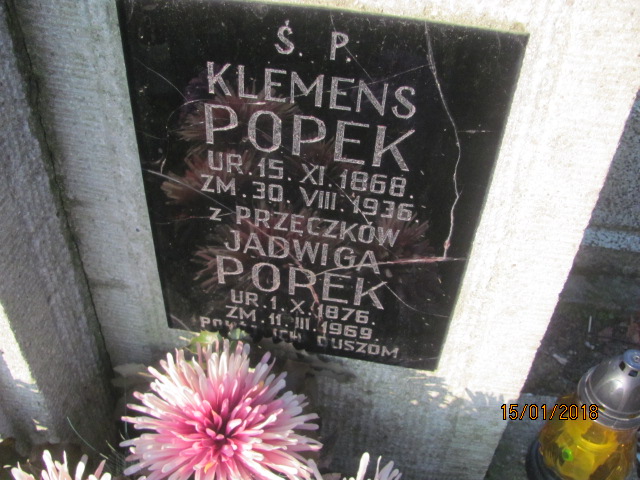 Ś. P.
KLEMENS
POPEK
UR. 15. XI. 1868.
ZM. 30. VIII. 1936.
z PRZECZKÓW
JADWIGA
POPEK
UR. 1. X. 1876.
ZM. 11. III. 1969.
ICH DUSZOM
15/01/2018